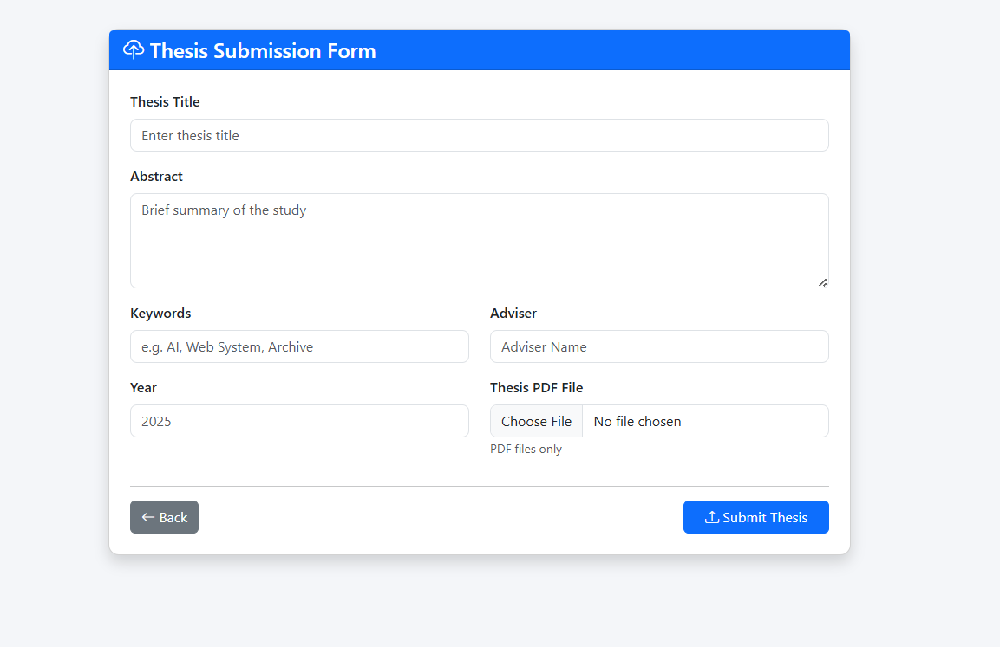 Thesis Submission Form
Thesis Title
Enter thesis title
Abstract
Brief summary of the study
Keywords
Adviser
e.g. AI, Web System, Archive
Adviser Name
Year
Thesis PDF File
2025
Choose File No file chosen
PDF files only
Back
Submit Thesis